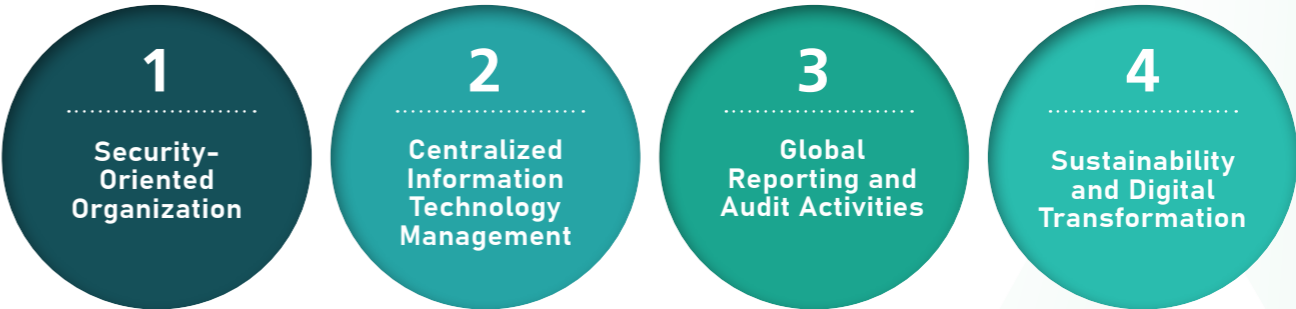 1
Security-
Oriented
Organization
2
Centralized
Information
Technology
Management
3
Global
Reporting and
Audit Activities
4
Sustainability
and Digital
Transformation